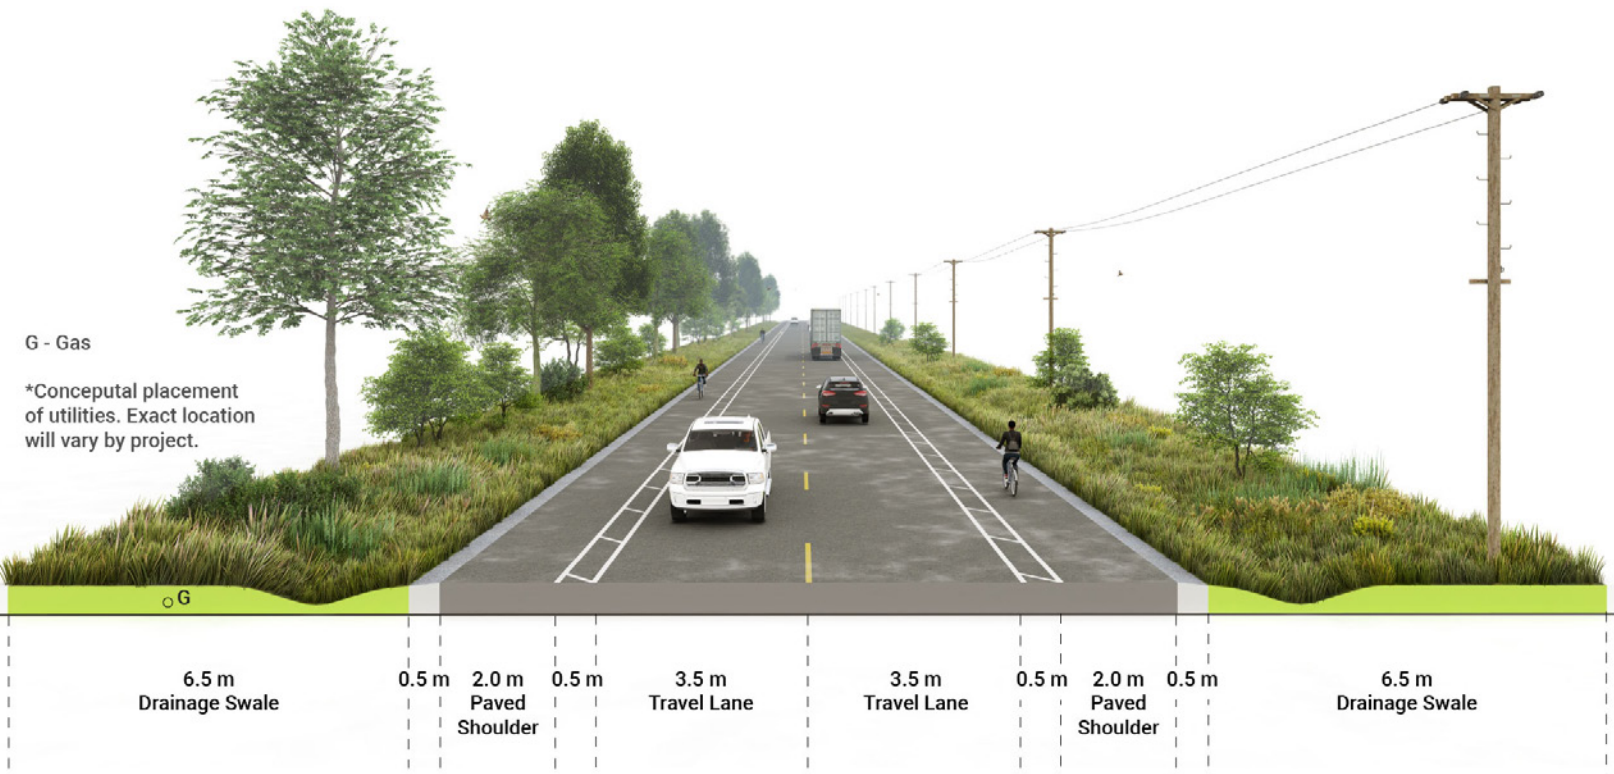 G - Gas
*Conceputal placement
of utilities. Exact location
will vary by project.
G
6.5 m
Drainage Swale
0.5 m
2.0 m
Paved
Shoulder
0.5 m
3.5 m
Travel Lane
3.5 m
Travel Lane
0.5 m
2.0 m
Paved
Shoulder
0.5 m
6.5 m
Drainage Swale